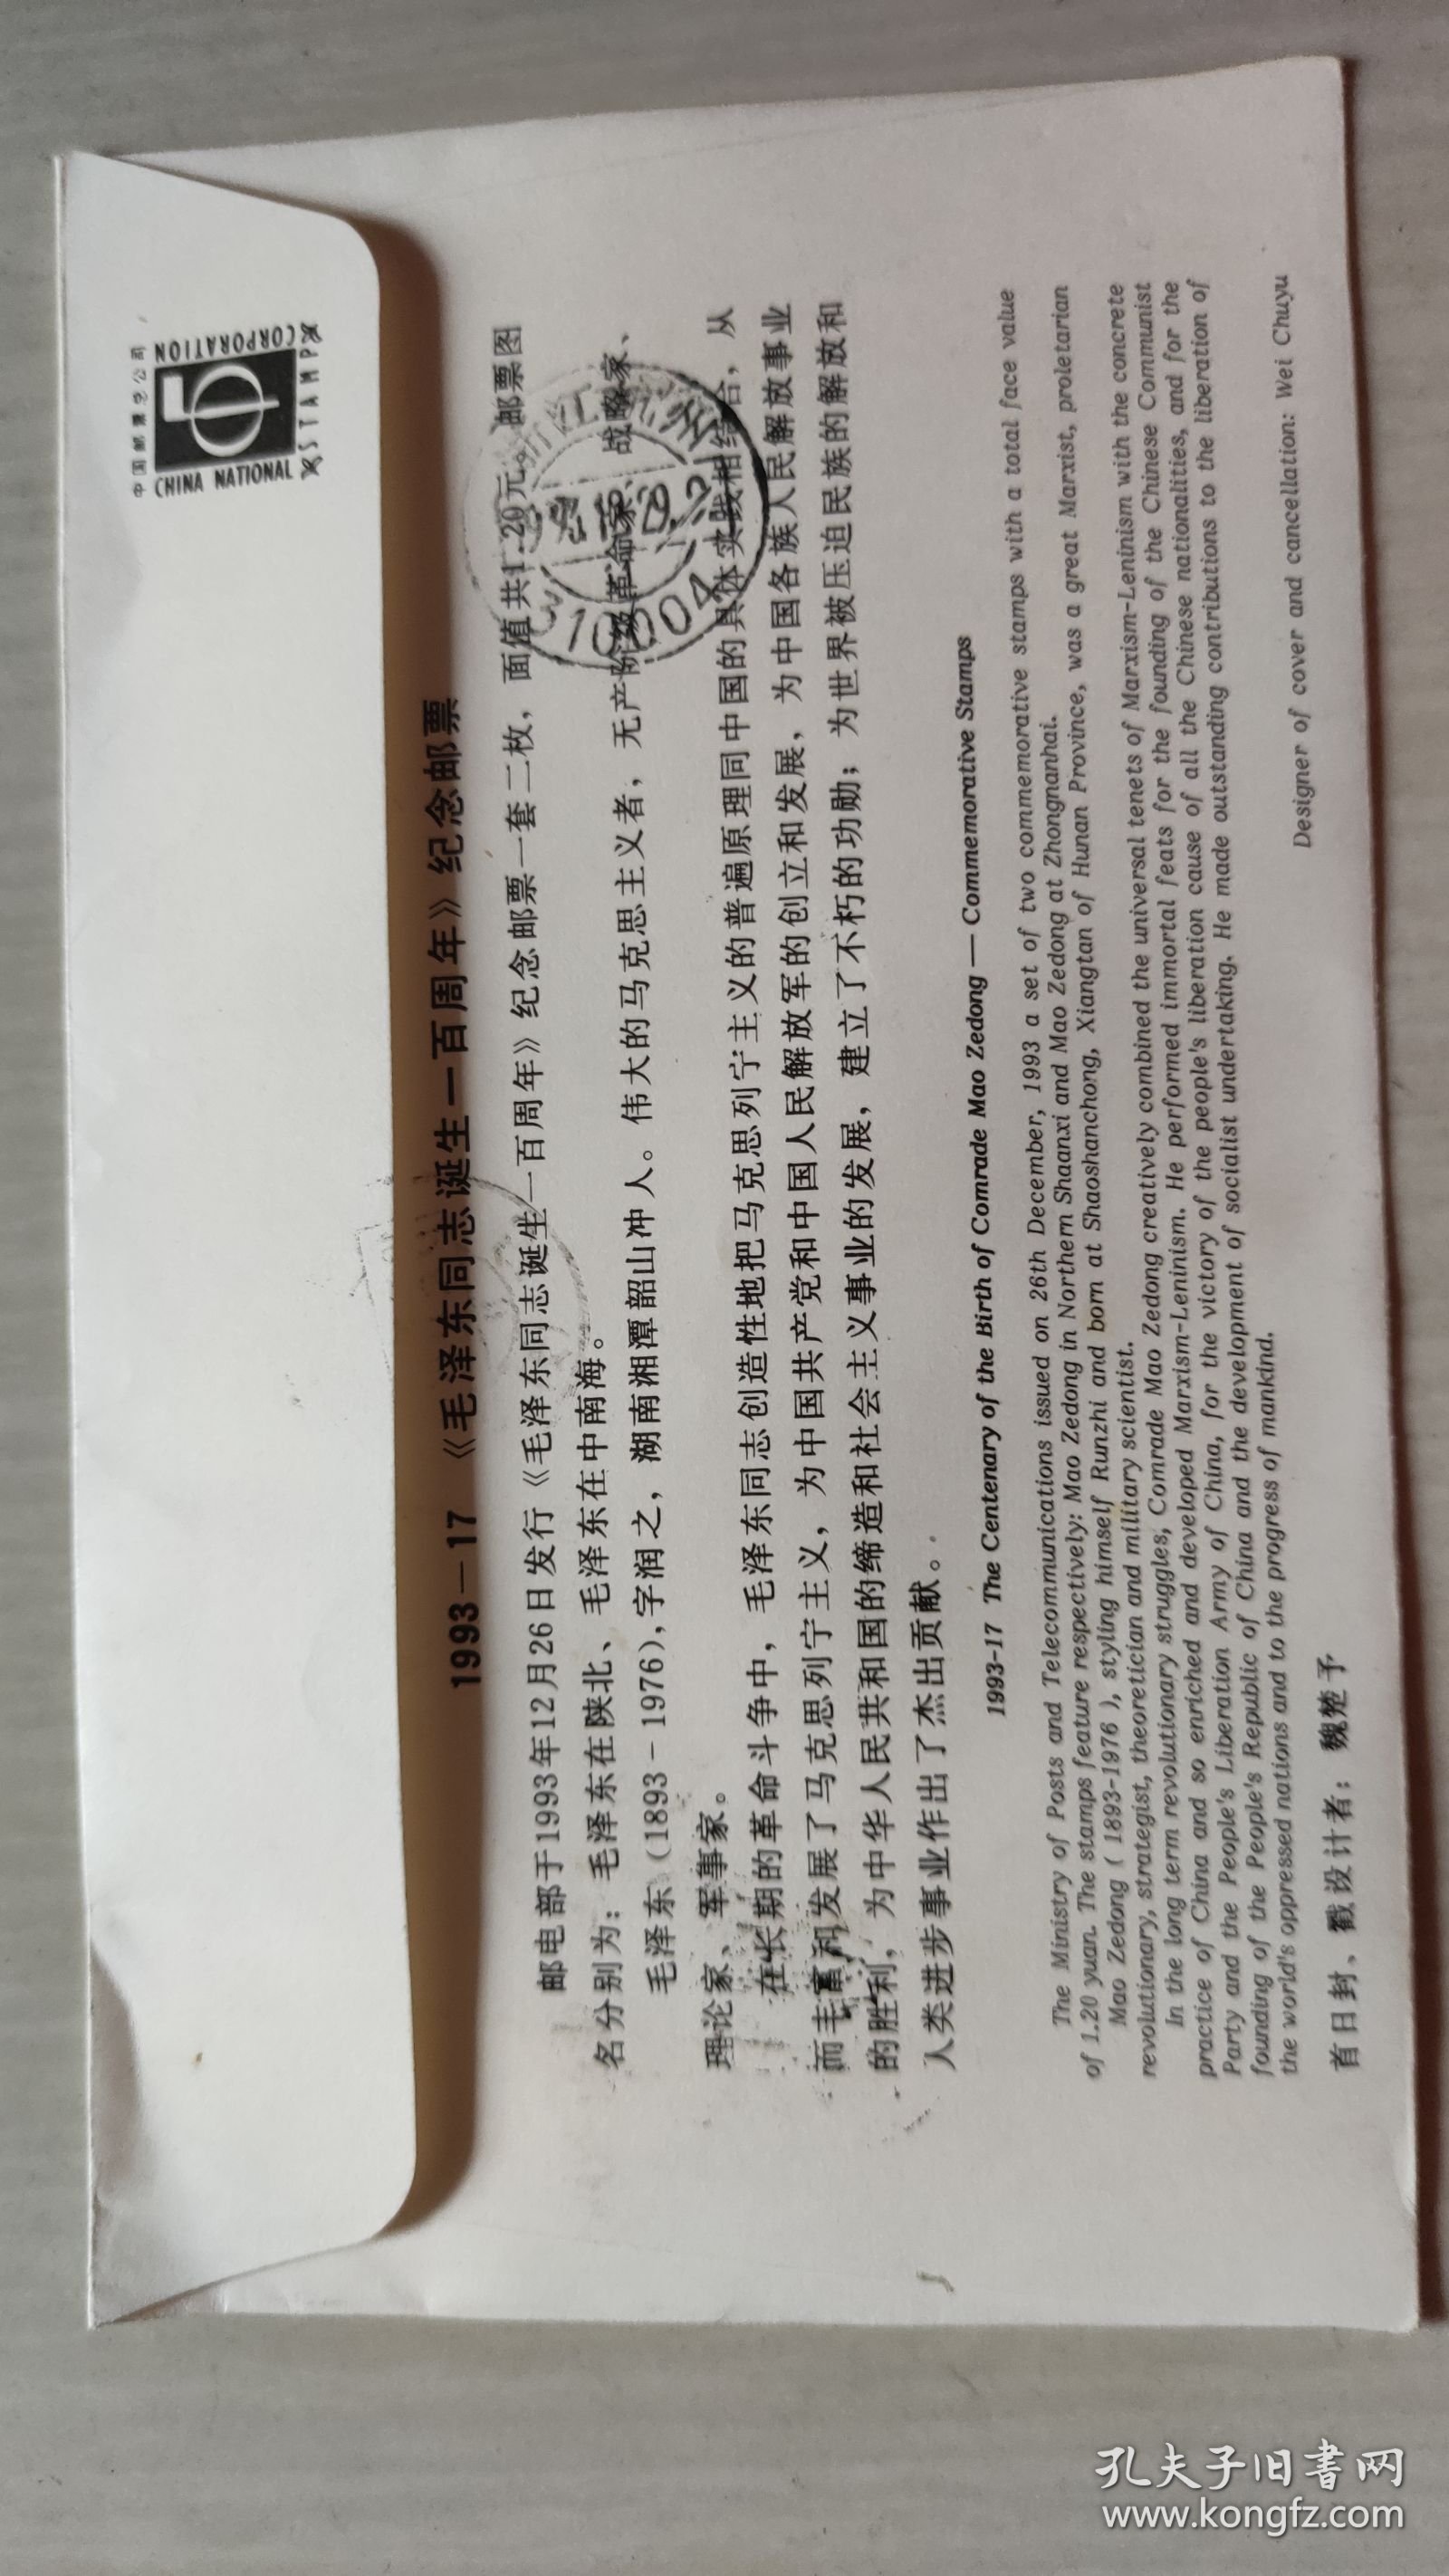 中国邮票总公司
CHINA NATIONAL
STAMP
CORPORATION
1993－17 《毛泽东同志诞生一百周年》纪念邮票
邮电部于1993年12月26日发行《毛泽东同志诞生一百周年》纪念邮票一套二枚，面值共1.20元。邮票图
名分别为：毛泽东在陕北、毛泽东在中南海。
毛泽东（1893－1976），字润之，湖南湘潭韶山冲人。伟大的马克思主义者，无产阶级革命家、战略家、
理论家、军事家。
在长期的革命斗争中，毛泽东同志创造性地把马克思列宁主义的普遍原理同中国的具体实践相结合，从
而丰富和发展了马克思列宁主义，为中国共产党和中国人民解放军的创立和发展，为中国各族人民解放事业
的胜利，为中华人民共和国的缔造和社会主义事业的发展，建立了不朽的功勋；为世界被压迫民族的解放和
人类进步事业作出了杰出贡献。
1993-17 The Centenary of the Birth of Comrade Mao Zedong — Commemorative Stamps
The Ministry of Posts and Telecommunications issued on 26th December, 1993 a set of two commemorative stamps with a total face value
of 1.20 yuan. The stamps feature respectively: Mao Zedong in Northern Shaanxi and Mao Zedong at Zhongnanhai.
Mao Zedong ( 1893-1976 ), styling himself Runzhi and born at Shaoshanchong, Xiangtan of Hunan Province, was a great Marxist, proletarian
revolutionary, strategist, theoretician and military scientist.
In the long term revolutionary struggles, Comrade Mao Zedong creatively combined the universal tenets of Marxism-Leninism with the concrete
practice of China and so enriched and developed Marxism-Leninism. He performed immortal feats for the founding of the Chinese Communist
Party and the People's Liberation Army of China, for the victory of the people's liberation cause of all the Chinese nationalities, and for the
founding of the People's Republic of China and the development of socialist undertaking. He made outstanding contributions to the liberation of
the world's oppressed nations and to the progress of mankind.
首日封、戳设计者：魏楚予
Designer of cover and cancellation: Wei Chuyu
孔夫子旧书网
www.kongfz.com